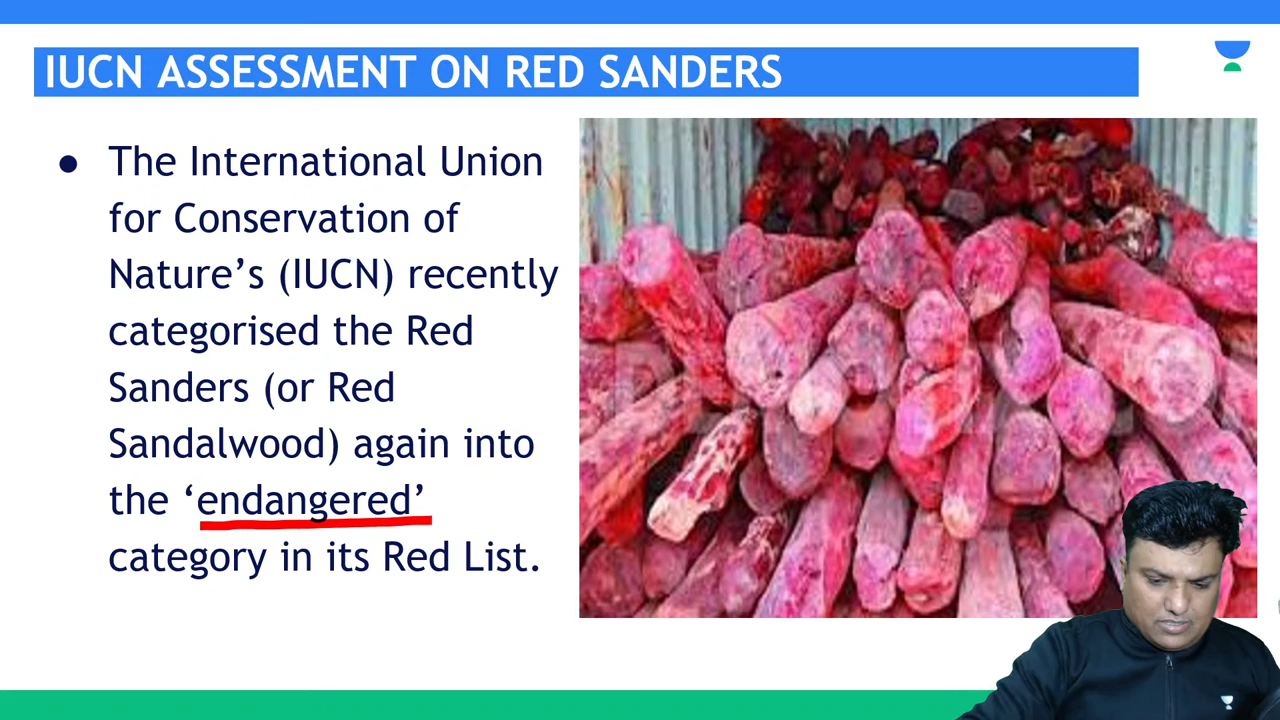 IUCN ASSESSMENT ON RED SANDERS
● The International Union
for Conservation of
Nature’s (IUCN) recently
categorised the Red
Sanders (or Red
Sandalwood) again into
the ‘endangered’
category in its Red List.